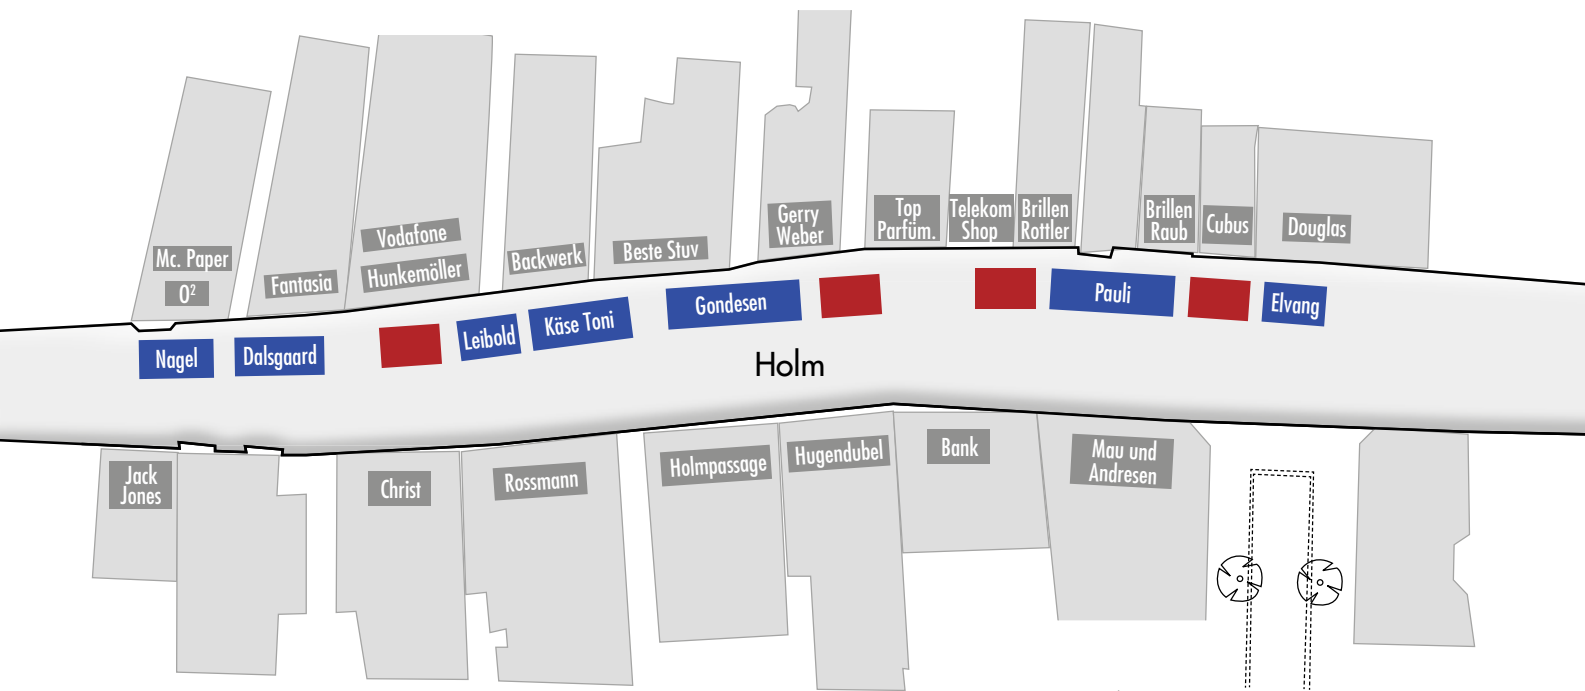 Mc. Paper
O²
Fantasia
Vodafone
Hunkemöller
Backwerk
Beste Stuv
Gerry
Weber
Top
Parfüm.
Telekom
Shop
Brillen
Rottler
Brillen
Raub
Cubus
Douglas
Nagel
Dalsgaard
Leibold
Käse Toni
Gondesen
Pauli
Elvang
Holm
Jack
Jones
Christ
Rossmann
Holmpassage
Hugendubel
Bank
Mau und
Andresen